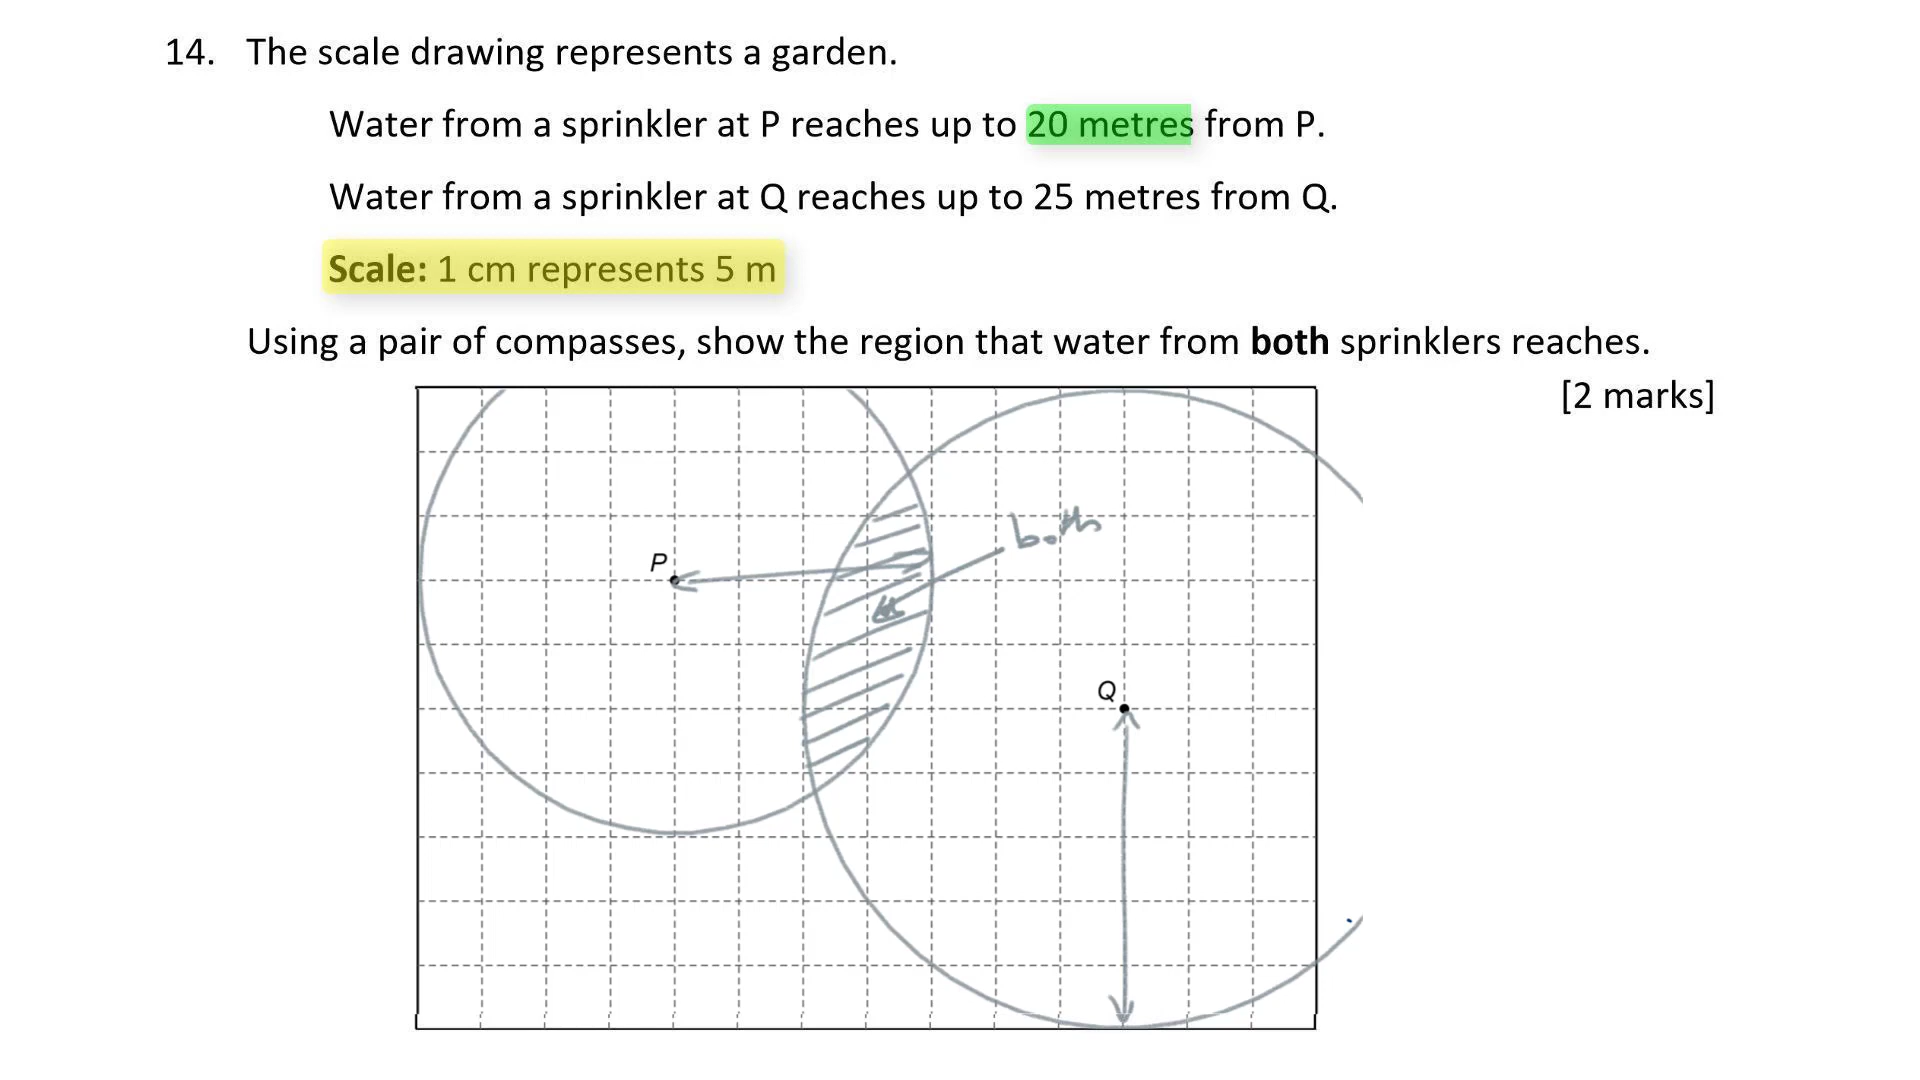 14. The scale drawing represents a garden.
Water from a sprinkler at P reaches up to 20 metres from P.
Water from a sprinkler at Q reaches up to 25 metres from Q.
Scale: 1 cm represents 5 m
Using a pair of compasses, show the region that water from both sprinklers reaches.
[2 marks]
both
P
Q